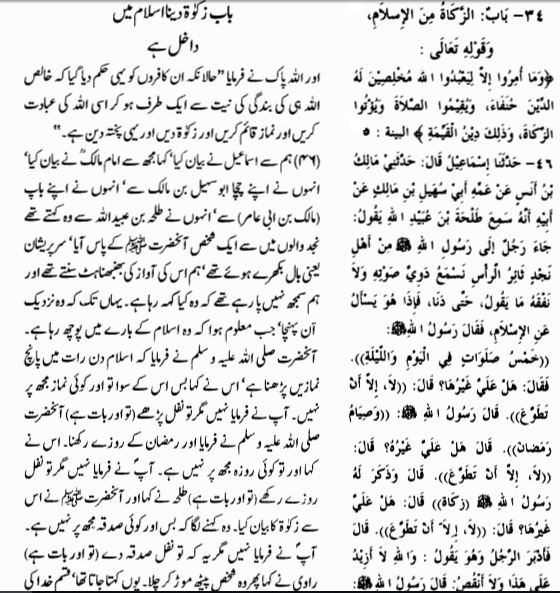 ٣٤- بَابٌ: الزَّكَاةُ مِنَ الإِسْلاَمِ،
وَقَوْلِهِ تَعَالَى :
﴿وَمَا أُمِرُوا إِلاَّ لِيَعْبُدُوا اللهَ مُخْلِصِينَ لَهُ
الدِّينَ حُنَفَاءَ، وَيُقِيمُوا الصَّلاَةَ وَيُؤْتُوا
الزَّكَاةَ، وَذَلِكَ دِيْنُ الْقَيِّمَةِ﴾ البينة : ٥
٤٦- حَدَّثَنَا إِسْمَاعِيْلُ قَالَ: حَدَّثَنِيْ مَالِكُ
بْنُ أَنَسٍ عَنْ عَمِّهِ أَبِيْ سُهَيْلِ بْنِ مَالِكٍ عَنْ
أَبِيْهِ أَنَّهُ سَمِعَ طَلْحَةَ بْنَ عُبَيْدِ اللهِ يَقُولُ:
جَاءَ رَجُلٌ إِلَى رَسُولِ اللهِ ﷺ مِنْ أَهْلِ
نَجْدٍ ثَائِرُ الرَّأْسِ نَسْمَعُ دَوِيَّ صَوْتِهِ وَلاَ
نَفْقَهُ مَا يَقُولُ، حَتَّى دَنَا، فَإِذَا هُوَ يَسْأَلُ
عَنِ الإِسْلاَمِ، فَقَالَ رَسُولُ اللهِ ﷺ:
((خَمْسُ صَلَوَاتٍ فِي الْيَوْمِ وَاللَّيْلَةِ)).
فَقَالَ: هَلْ عَلَيَّ غَيْرُهَا؟ قَالَ: ((لاَ، إِلاَّ أَنْ
تَطَوَّعَ)). قَالَ رَسُولُ اللهِ ﷺ: ((وَصِيَامُ
رَمَضَانَ)). قَالَ هَلْ عَلَيَّ غَيْرُهُ؟ قَالَ:
((لاَ، إِلاَّ أَنْ تَطَوَّعَ)). قَالَ وَذَكَرَ لَهُ
رَسُولُ اللهِ ﷺ ((زَكَاةَ)) قَالَ: هَلْ عَلَيَّ
غَيْرُهَا؟ قَالَ: ((لاَ، إِلاَّ أَنْ تَطَوَّعَ)). قَالَ
فَأَدْبَرَ الرَّجُلُ وَهُوَ يَقُولُ : وَاللهِ لاَ أَزِيْدُ
عَلَى هَذَا وَلاَ أَنْقُصُ: قَالَ رَسُولُ اللهِ ﷺ:
باب زکوٰۃ دینا اسلام میں
داخل ہے
اور اللہ پاک نے فرمایا ”حالانکہ ان کافروں کو یہی حکم دیا گیا کہ خالص
اللہ ہی کی بندگی کی نیت سے ایک طرف ہو کر اسی اللہ کی عبادت
کریں اور نماز قائم کریں اور زکوٰۃ دیں اور یہی پختہ دین ہے۔“
(۴۶) ہم سے اسماعیل نے بیان کیا‘ کہا مجھ سے امام مالکؒ نے بیان کیا‘
انہوں نے اپنے چچا ابو سہیل بن مالک سے‘ انہوں نے اپنے باپ
(مالک بن ابی عامر) سے‘ انہوں نے طلحہ بن عبید اللہ سے وہ کہتے تھے
نجد والوں میں سے ایک شخص آنحضرت ﷺ کے پاس آیا‘ سر پریشان
یعنی بال بکھرے ہوئے تھے‘ ہم اس کی آواز کی بھنبھناہٹ سنتے تھے اور
ہم سمجھ نہیں پا رہے تھے کہ وہ کیا کہہ رہا ہے۔ یہاں تک کہ وہ نزدیک
آن پہنچا‘ جب معلوم ہوا کہ وہ اسلام کے بارے میں پوچھ رہا ہے۔
آنحضرت صلی اللہ علیہ و سلم نے فرمایا کہ اسلام دن رات میں پانچ
نمازیں پڑھنا ہے‘ اس نے کہا بس اس کے سوا تو اور کوئی نماز مجھ پر
نہیں۔ آپ نے فرمایا نہیں مگر تو نفل پڑھے (تو اور بات ہے) آنحضرت
صلی اللہ علیہ و سلم نے فرمایا اور رمضان کے روزے رکھنا۔ اس نے
کہا اور تو کوئی روزہ مجھ پر نہیں ہے۔ آپؐ نے فرمایا نہیں مگر تو نفل
روزے رکھے (تو اور بات ہے) طلحہ نے کہا اور آنحضرت ﷺ نے اس
سے زکوٰۃ کا بیان کیا۔ وہ کہنے لگا کہ بس اور کوئی صدقہ مجھ پر نہیں ہے۔
آپؐ نے فرمایا نہیں مگر یہ کہ تو نفل صدقہ دے (تو اور بات ہے)
راوی نے کہا پھر وہ شخص پیٹھ موڑ کر چلا۔ یوں کہتا جاتا تھا‘ قسم خدا کی